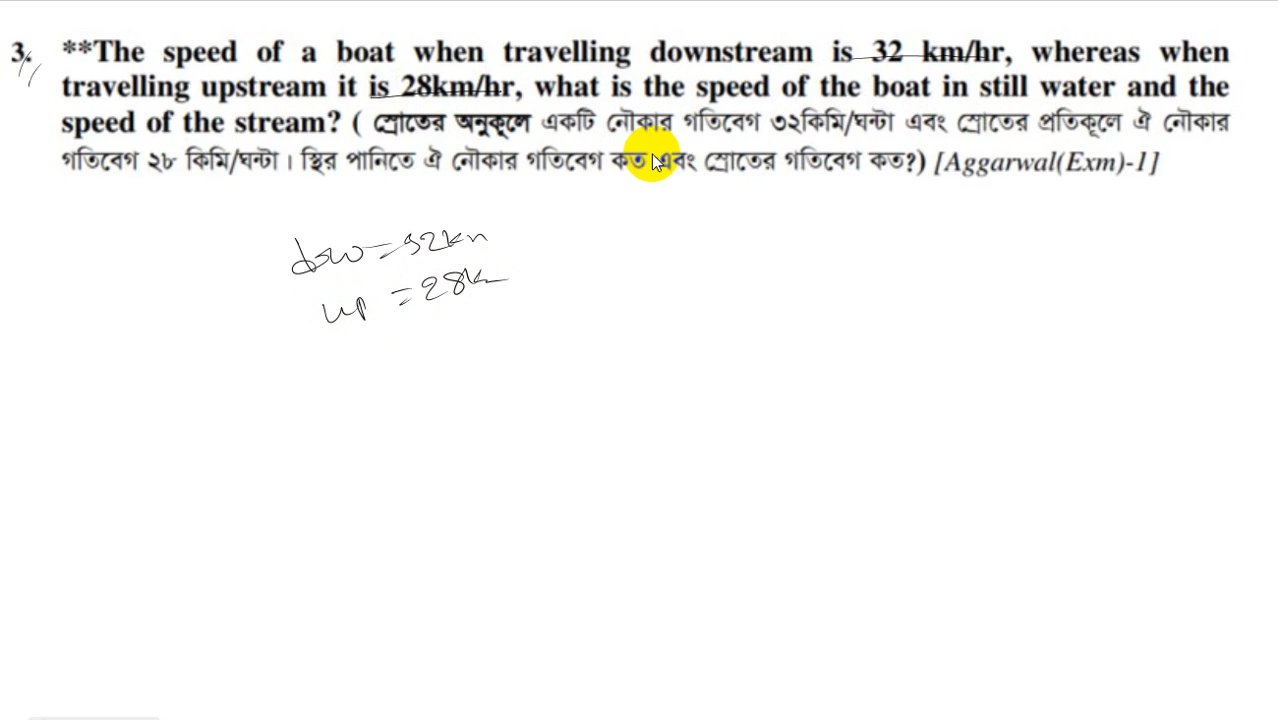 3. **The speed of a boat when travelling downstream is 32 km/hr, whereas when
travelling upstream it is 28km/hr, what is the speed of the boat in still water and the
speed of the stream? ( স্রোতের অনুকূলে একটি নৌকার গতিবেগ ৩২কিমি/ঘন্টা এবং স্রোতের প্রতিকূলে ঐ নৌকার
গতিবেগ ২৮ কিমি/ঘন্টা। স্থির পানিতে ঐ নৌকার গতিবেগ কত এবং স্রোতের গতিবেগ কত?) [Aggarwal(Exm)-1]
= 32km
up = 28k